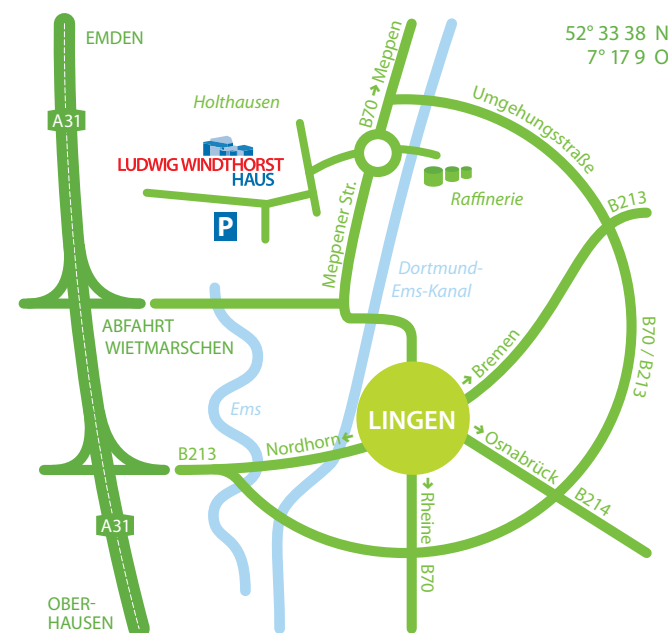 EMDEN
52° 33 38 N
7° 17 9 O
B70 ➔ Meppen
Holthausen
Umgehungsstraße
A31
LUDWIG WINDTHORST
HAUS
Raffinerie
B213
P
Meppener Str.
Dortmund-
Ems-Kanal
ABFAHRT
WIETMARSCHEN
B70 / B213
➔ Bremen
Ems
LINGEN
B213
Nordhorn ➔
➔ Osnabrück
B214
➔ Rheine
B70
A31
OBER-
HAUSEN